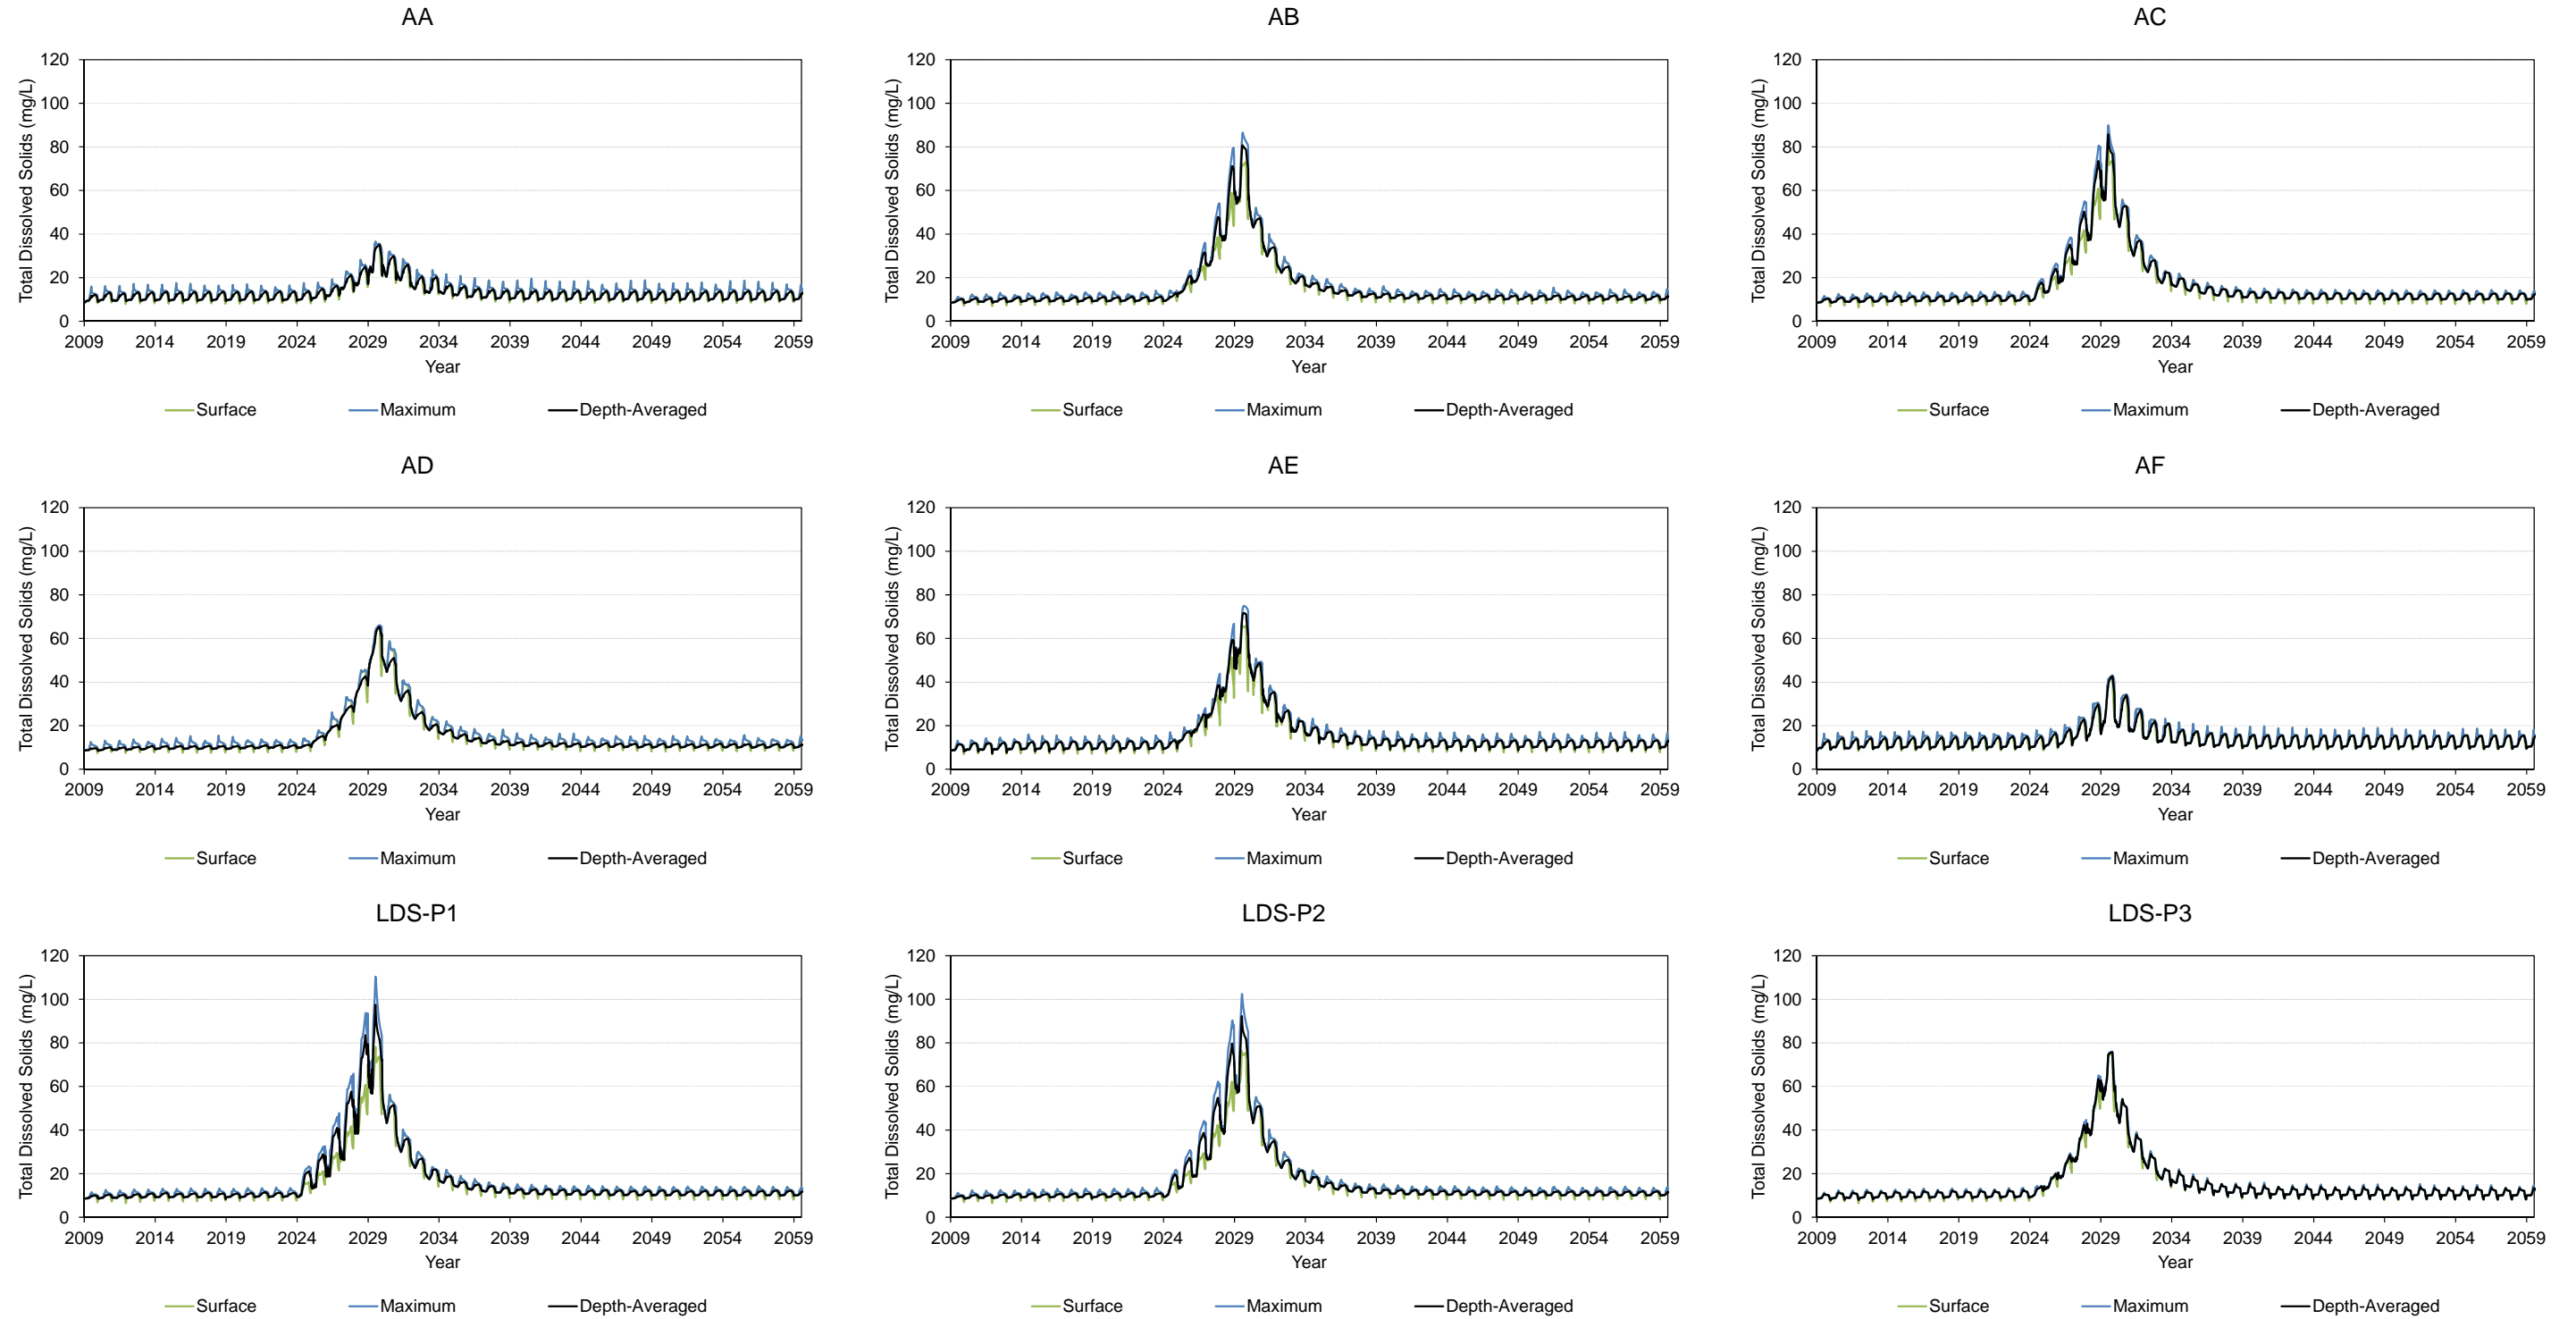 AA AB AC
Total Dissolved Solids (mg/L) Total Dissolved Solids (mg/L) Total Dissolved Solids (mg/L)
120 120 120
100 100 100
80 80 80
60 60 60
40 40 40
20 20 20
0 0 0
2009 2014 2019 2024 2029 2034 2039 2044 2049 2054 2059 2009 2014 2019 2024 2029 2034 2039 2044 2049 2054 2059 2009 2014 2019 2024 2029 2034 2039 2044 2049 2054 2059
Year Year Year
Surface Maximum Depth-Averaged Surface Maximum Depth-Averaged Surface Maximum Depth-Averaged
AD AE AF
Total Dissolved Solids (mg/L) Total Dissolved Solids (mg/L) Total Dissolved Solids (mg/L)
120 120 120
100 100 100
80 80 80
60 60 60
40 40 40
20 20 20
0 0 0
2009 2014 2019 2024 2029 2034 2039 2044 2049 2054 2059 2009 2014 2019 2024 2029 2034 2039 2044 2049 2054 2059 2009 2014 2019 2024 2029 2034 2039 2044 2049 2054 2059
Year Year Year
Surface Maximum Depth-Averaged Surface Maximum Depth-Averaged Surface Maximum Depth-Averaged
LDS-P1 LDS-P2 LDS-P3
Total Dissolved Solids (mg/L) Total Dissolved Solids (mg/L) Total Dissolved Solids (mg/L)
120 120 120
100 100 100
80 80 80
60 60 60
40 40 40
20 20 20
0 0 0
2009 2014 2019 2024 2029 2034 2039 2044 2049 2054 2059 2009 2014 2019 2024 2029 2034 2039 2044 2049 2054 2059 2009 2014 2019 2024 2029 2034 2039 2044 2049 2054 2059
Year Year Year
Surface Maximum Depth-Averaged Surface Maximum Depth-Averaged Surface Maximum Depth-Averaged